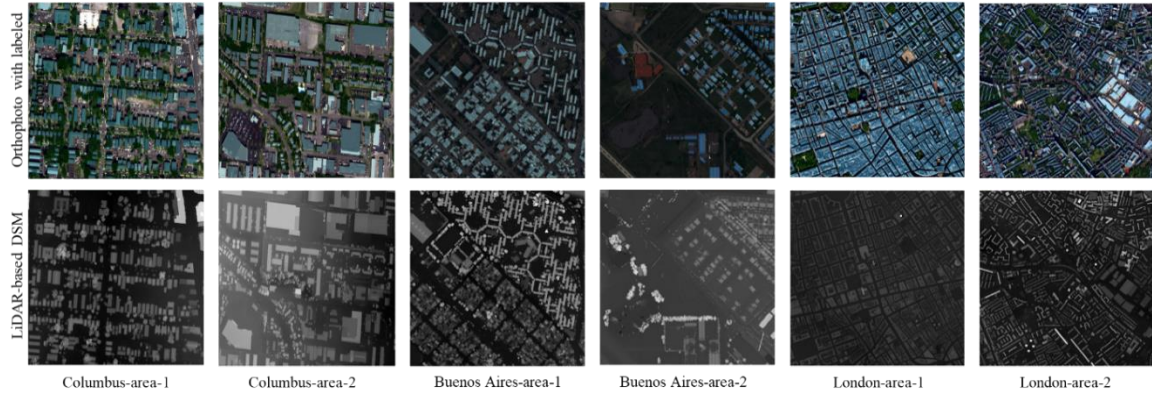 Orthophoto with labeled
LiDAR-based DSM
Columbus-area-1
Columbus-area-2
Buenos Aires-area-1
Buenos Aires-area-2
London-area-1
London-area-2